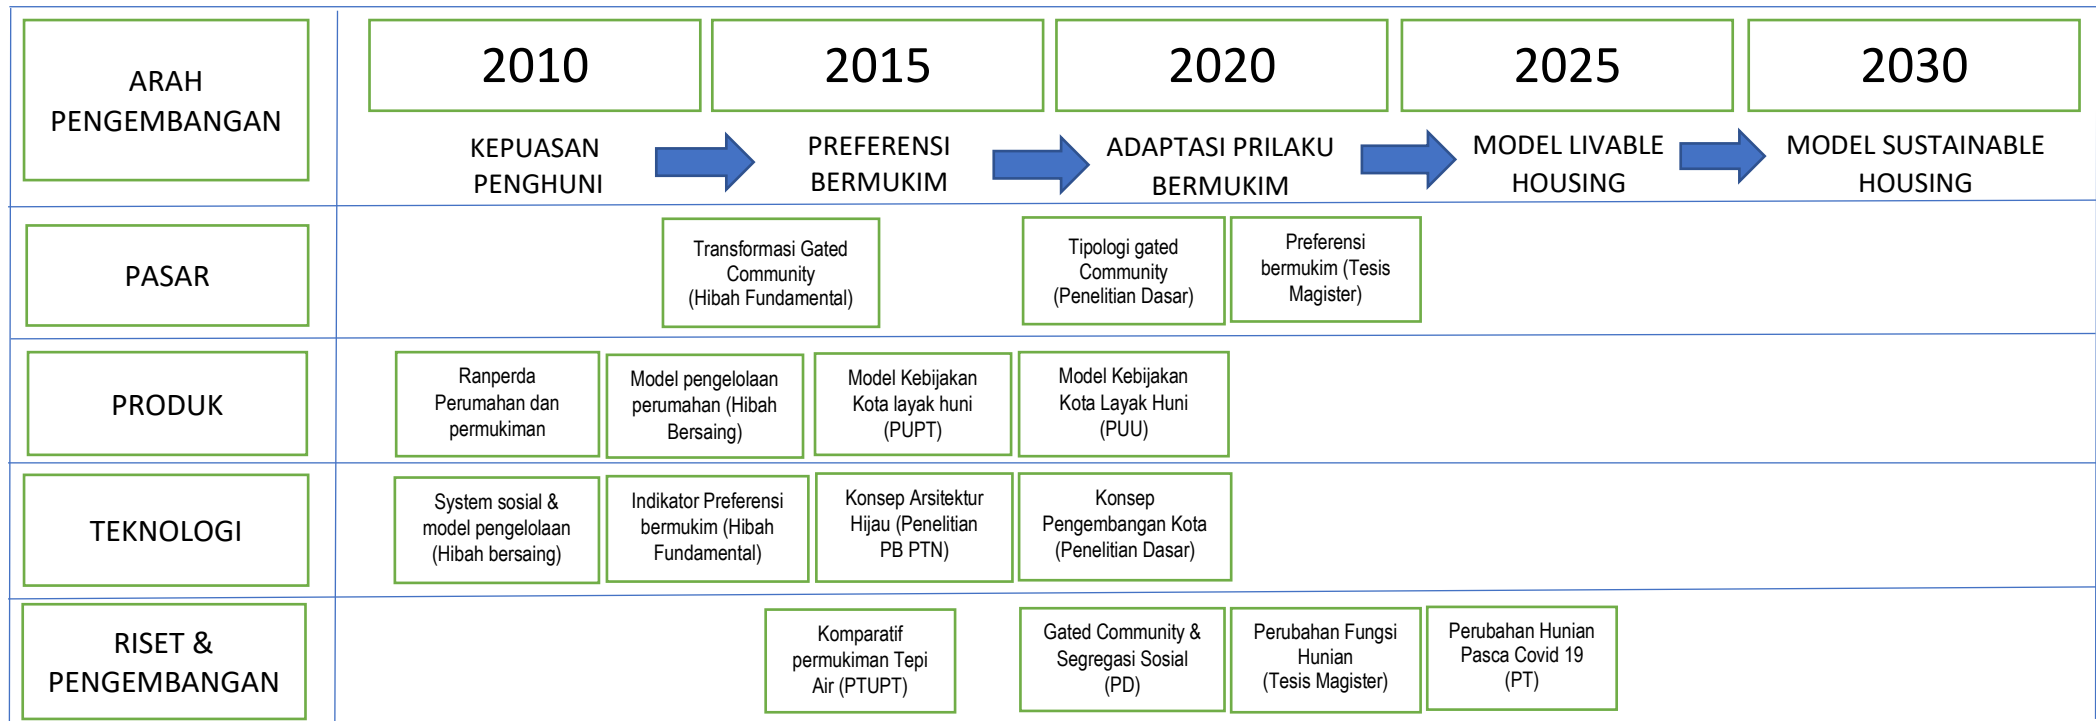 ARAH
PENGEMBANGAN
2010
2015
2020
2025
2030
KEPUASAN
PENGHUNI
PREFERENSI
BERMUKIM
ADAPTASI PRILAKU
BERMUKIM
MODEL LIVABLE
HOUSING
MODEL SUSTAINABLE
HOUSING
PASAR
Transformasi Gated
Community
(Hibah Fundamental)
Tipologi gated
Community
(Penelitian Dasar)
Preferensi
bermukim (Tesis
Magister)
PRODUK
Ranperda
Perumahan dan
permukiman
Model pengelolaan
perumahan (Hibah
Bersaing)
Model Kebijakan
Kota layak huni
(PUPT)
Model Kebijakan
Kota Layak Huni
(PUU)
TEKNOLOGI
System sosial &
model pengelolaan
(Hibah bersaing)
Indikator Preferensi
bermukim (Hibah
Fundamental)
Konsep Arsitektur
Hijau (Penelitian
PB PTN)
Konsep
Pengembangan Kota
(Penelitian Dasar)
RISET &
PENGEMBANGAN
Komparatif
permukiman Tepi
Air (PTUPT)
Gated Community &
Segregasi Sosial
(PD)
Perubahan Fungsi
Hunian
(Tesis Magister)
Perubahan Hunian
Pasca Covid 19
(PT)